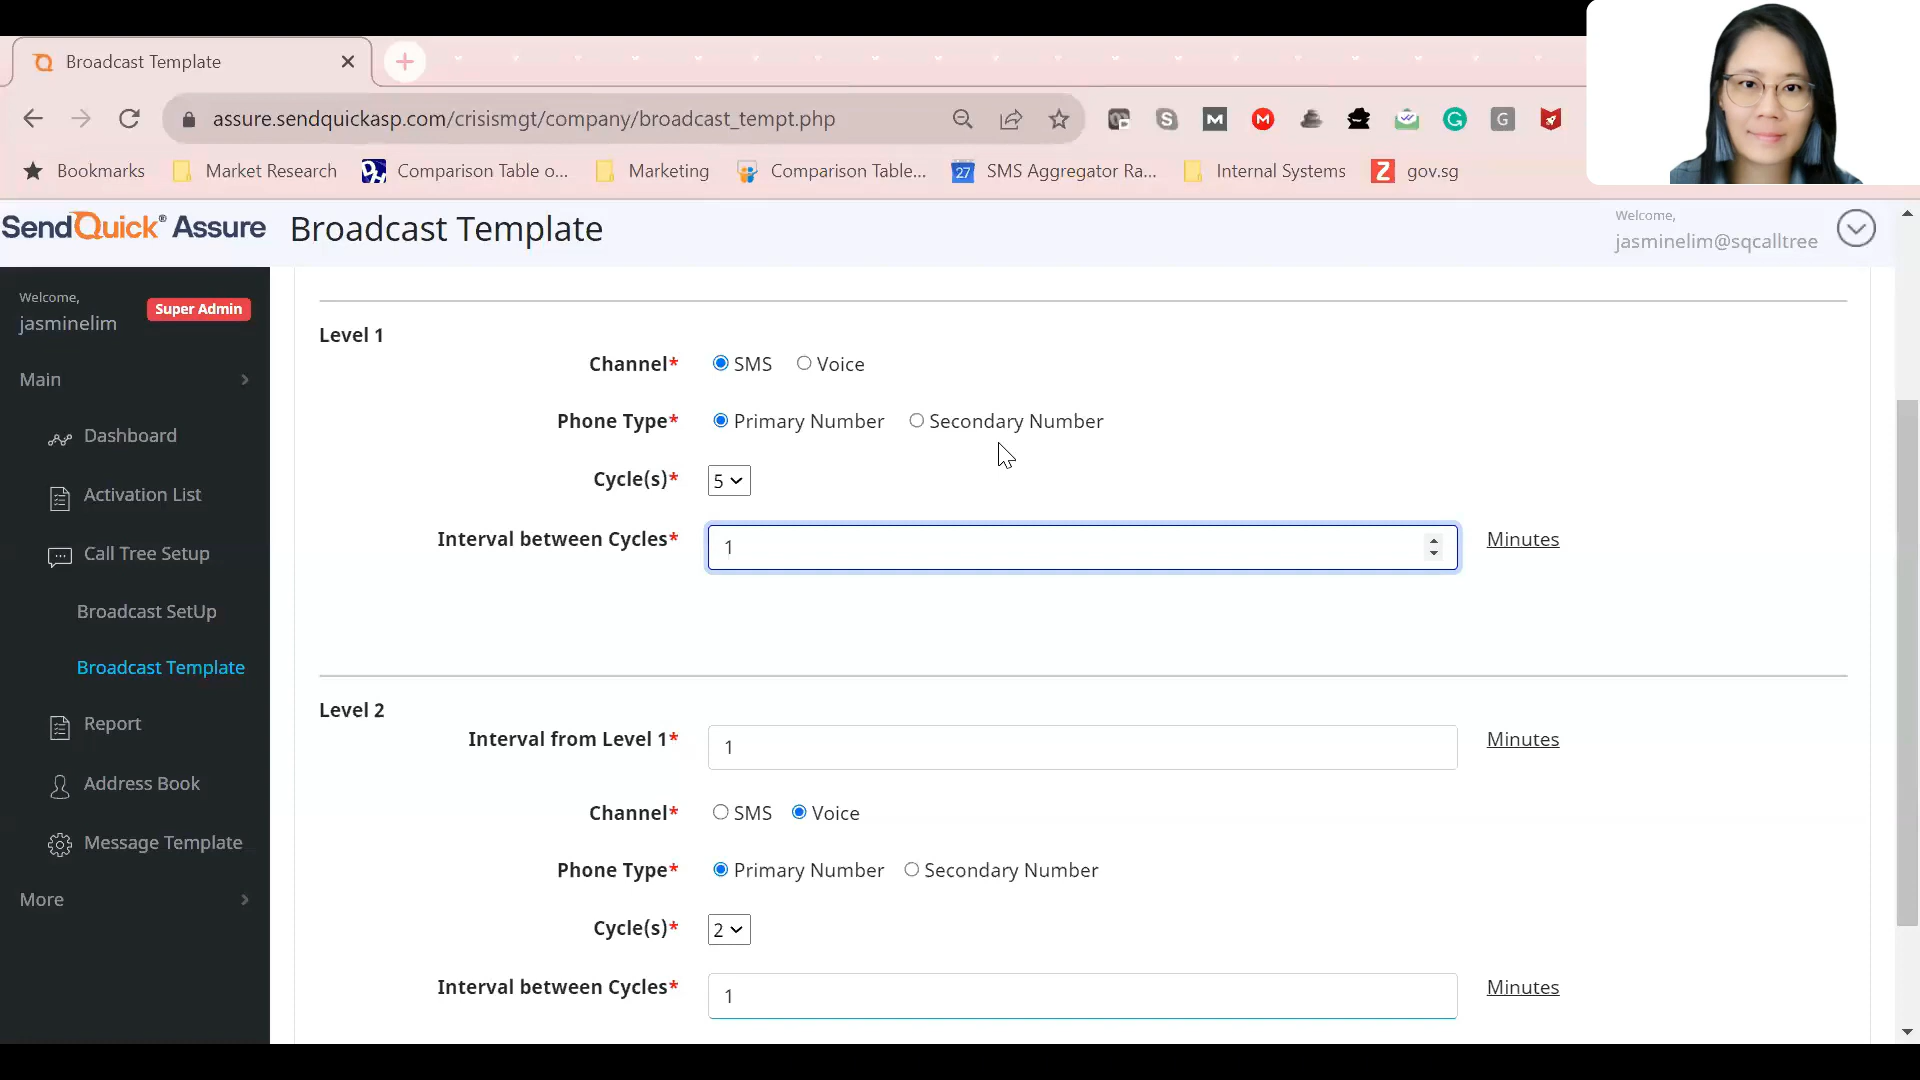 Broadcast Template
assure.sendquickasp.com/crisismgt/company/broadcast_tempt.php
Bookmarks Market Research Comparison Table o... Marketing Comparison Table... 27 SMS Aggregator Ra... Internal Systems Z gov.sg
SendQuick® Assure
Broadcast Template
Welcome,
jasminelim@sqcalltree
Welcome,
jasminelim
Super Admin
Main
Dashboard
Activation List
Call Tree Setup
Broadcast SetUp
Broadcast Template
Report
Address Book
Message Template
More
Level 1
Channel* SMS Voice
Phone Type* Primary Number Secondary Number
Cycle(s)* 5
Interval between Cycles* 1 Minutes
Level 2
Interval from Level 1* 1 Minutes
Channel* SMS Voice
Phone Type* Primary Number Secondary Number
Cycle(s)* 2
Interval between Cycles* 1 Minutes